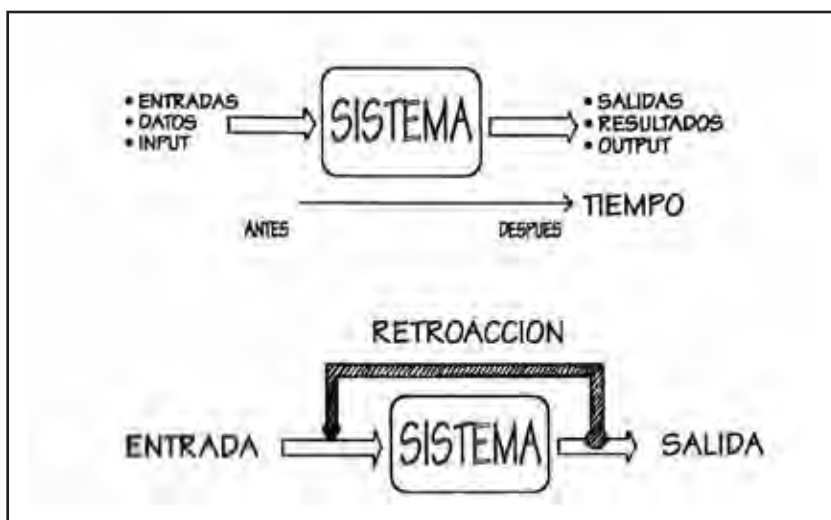 • ENTRADAS
• DATOS
• INPUT
SISTEMA
• SALIDAS
• RESULTADOS
• OUTPUT
TIEMPO
ANTES
DESPUES
RETROACCION
ENTRADA
SISTEMA
SALIDA